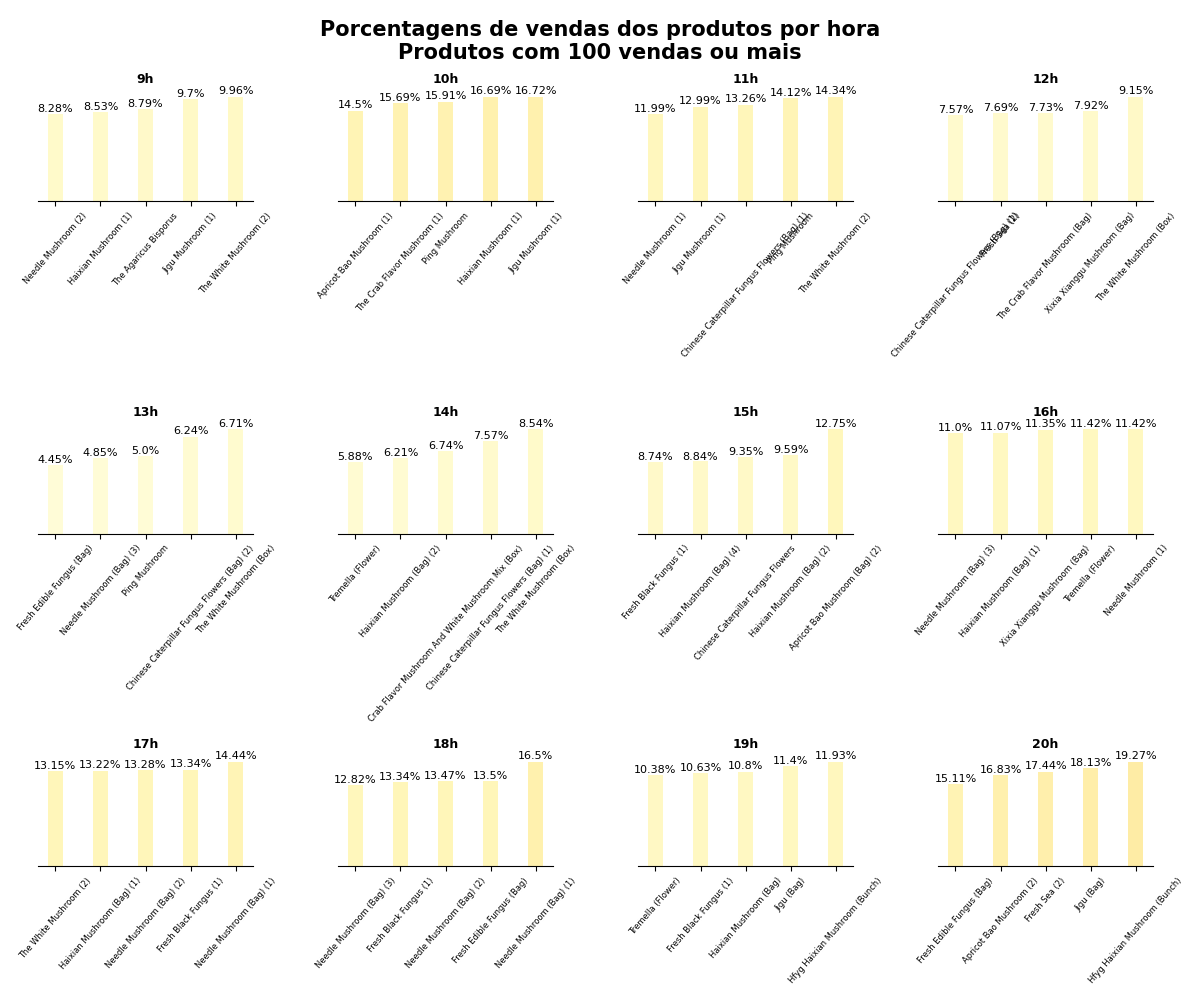 Porcentagens de vendas dos produtos por hora
Produtos com 100 vendas ou mais
9h
8.28%
8.53%
8.79%
9.7%
9.96%
Needle Mushroom (2)
Haixian Mushroom (1)
The Agaricus Bisporus
Jigu Mushroom (1)
The White Mushroom (2)
10h
14.5%
15.69%
15.91%
16.69%
16.72%
Apricot Bao Mushroom (1)
The Crab Flavor Mushroom (1)
Ping Mushroom
Haixian Mushroom (1)
Jigu Mushroom (1)
11h
11.99%
12.99%
13.26%
14.12%
14.34%
Needle Mushroom (1)
Jigu Mushroom (1)
Chinese Caterpillar Fungus Flowers (Bag) (1)
Ping Mushroom
The White Mushroom (2)
12h
7.57%
7.69%
7.73%
7.92%
9.15%
Chinese Caterpillar Fungus Flowers (Bag)
The Crab Flavor Mushroom (Bag)
Xixia Xianggu Mushroom (Bag)
The White Mushroom (Box)
13h
4.45%
4.85%
5.0%
6.24%
6.71%
Fresh Edible Fungus (Bag)
Needle Mushroom (Bag) (3)
Ping Mushroom
Chinese Caterpillar Fungus Flowers (Bag) (2)
The White Mushroom (Box)
14h
5.88%
6.21%
6.74%
7.57%
8.54%
Tremella (Flower)
Haixian Mushroom (Bag) (2)
Crab Flavor Mushroom And White Mushroom Mix (Box)
Chinese Caterpillar Fungus Flowers (Bag) (1)
The White Mushroom (Box)
15h
8.74%
8.84%
9.35%
9.59%
12.75%
Fresh Black Fungus (1)
Haixian Mushroom (Bag) (4)
Chinese Caterpillar Fungus Flowers
Haixian Mushroom (Bag) (2)
Apricot Bao Mushroom (Bag) (2)
16h
11.0%
11.07%
11.35%
11.42%
11.42%
Needle Mushroom (Bag) (3)
Haixian Mushroom (Bag) (1)
Xixia Xianggu Mushroom (Bag)
Tremella (Flower)
Needle Mushroom (1)
17h
13.15%
13.22%
13.28%
13.34%
14.44%
The White Mushroom (2)
Haixian Mushroom (Bag) (1)
Needle Mushroom (Bag) (2)
Fresh Black Fungus (1)
Needle Mushroom (Bag) (1)
18h
12.82%
13.34%
13.47%
13.5%
16.5%
Needle Mushroom (Bag) (3)
Fresh Black Fungus (1)
Needle Mushroom (Bag) (2)
Fresh Edible Fungus (Bag)
Needle Mushroom (Bag) (1)
19h
10.38%
10.63%
10.8%
11.4%
11.93%
Tremella (Flower)
Fresh Black Fungus (1)
Haixian Mushroom (Bag)
Jigu (Bag)
Hfyg Haixian Mushroom (Bunch)
20h
15.11%
16.83%
17.44%
18.13%
19.27%
Fresh Edible Fungus (Bag)
Apricot Bao Mushroom (2)
Fresh Sea (2)
Jigu (Bag)
Hfyg Haixian Mushroom (Bunch)